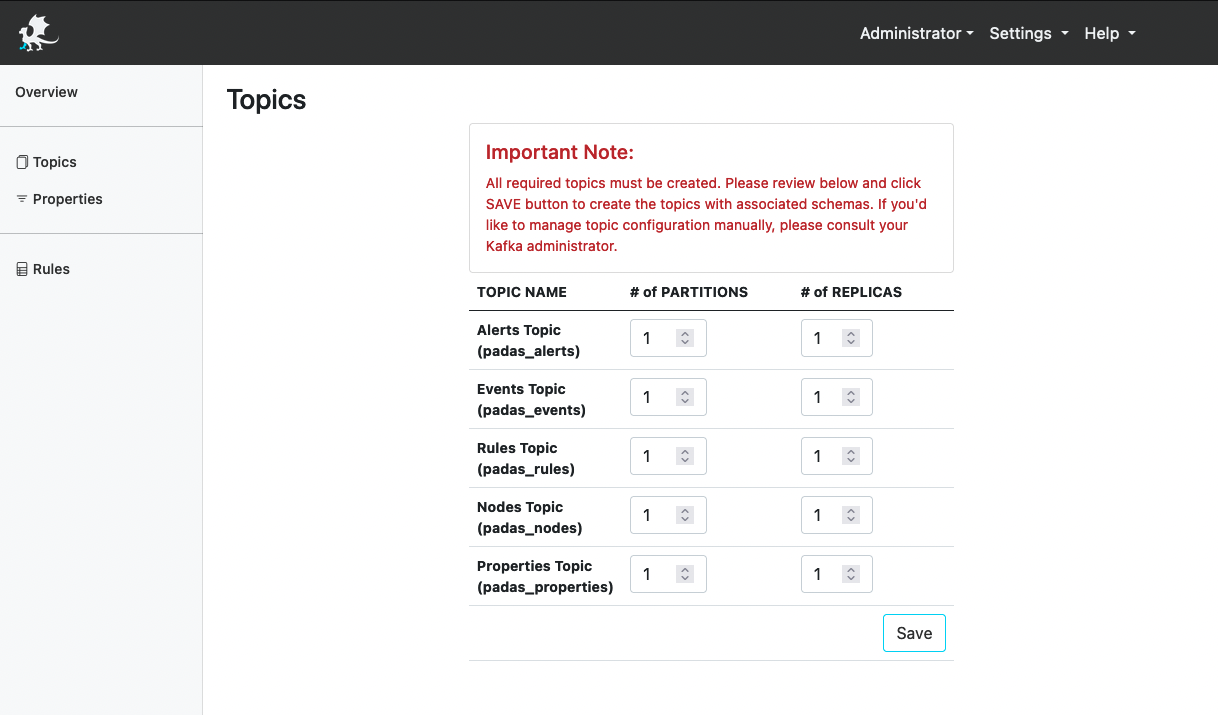 Administrator Settings Help
Overview
Topics
Properties
Rules
Topics
Important Note:
All required topics must be created. Please review below and click
SAVE button to create the topics with associated schemas. If you'd
like to manage topic configuration manually, please consult your
Kafka administrator.
TOPIC NAME # of PARTITIONS # of REPLICAS
Alerts Topic
(padas_alerts) 1 1
Events Topic
(padas_events) 1 1
Rules Topic
(padas_rules) 1 1
Nodes Topic
(padas_nodes) 1 1
Properties Topic
(padas_properties) 1 1
Save